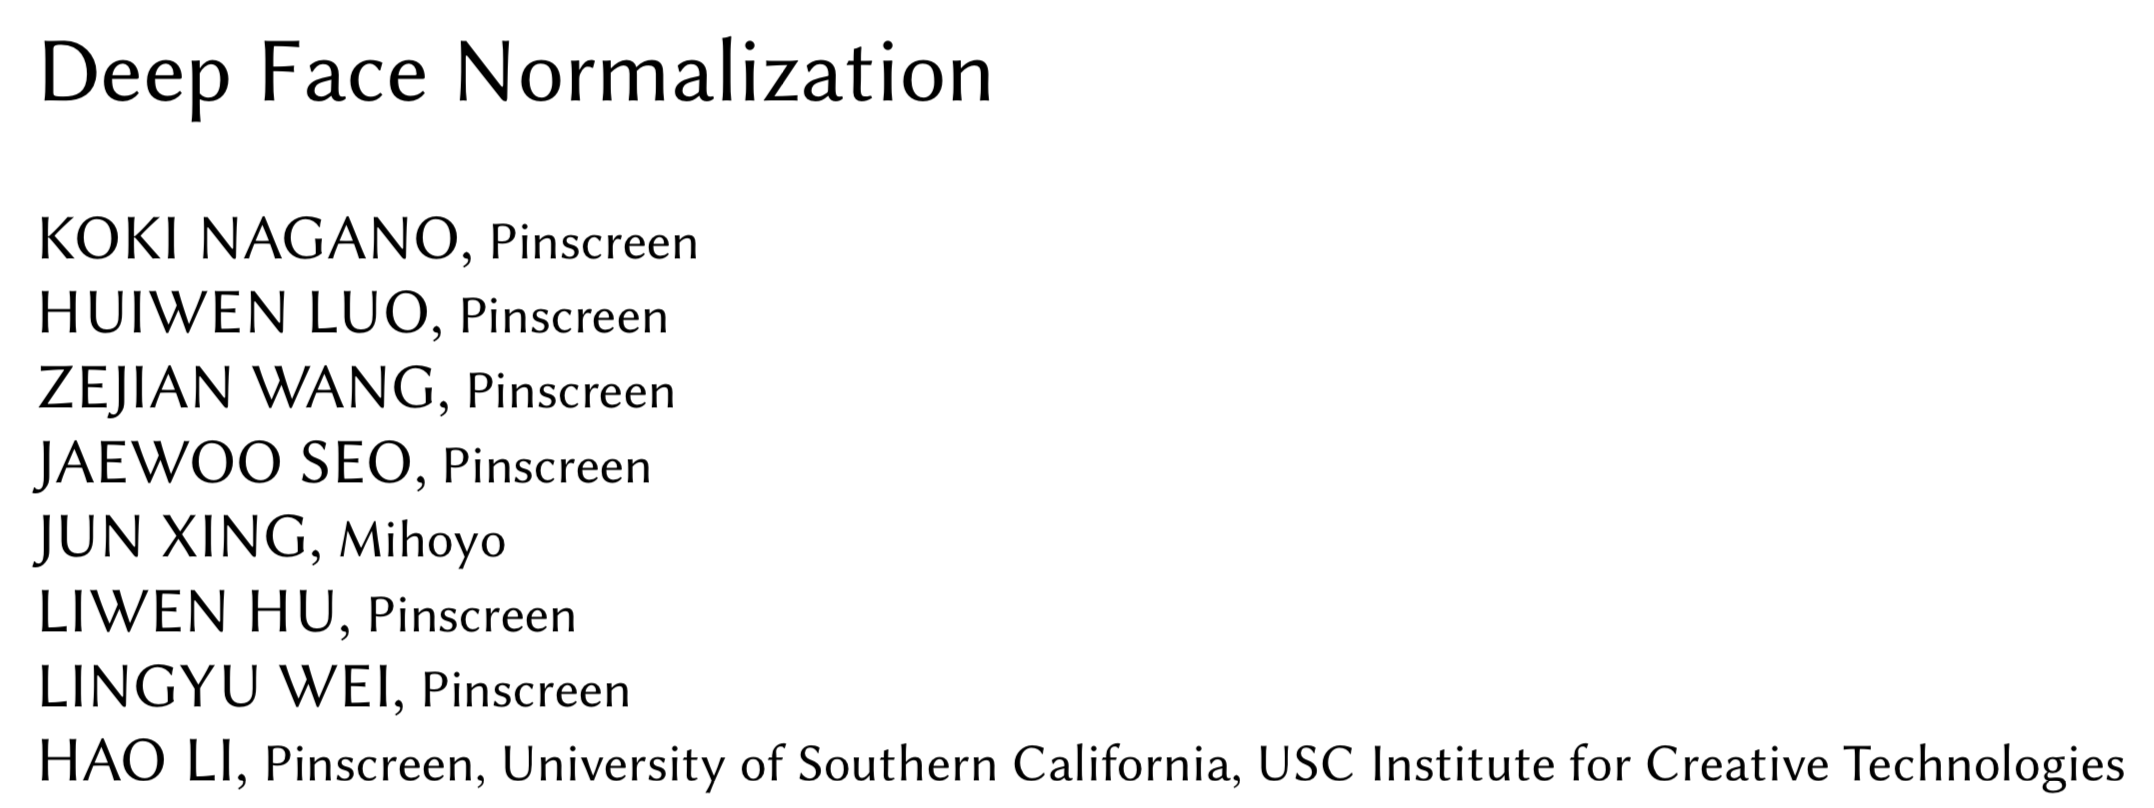 Deep Face Normalization
KOKI NAGANO, Pinscreen
HUIWEN LUO, Pinscreen
ZEJIAN WANG, Pinscreen
JAEWOO SEO, Pinscreen
JUN XING, Mihoyo
LIWEN HU, Pinscreen
LINGYU WEI, Pinscreen
HAO LI, Pinscreen, University of Southern California, USC Institute for Creative Technologies